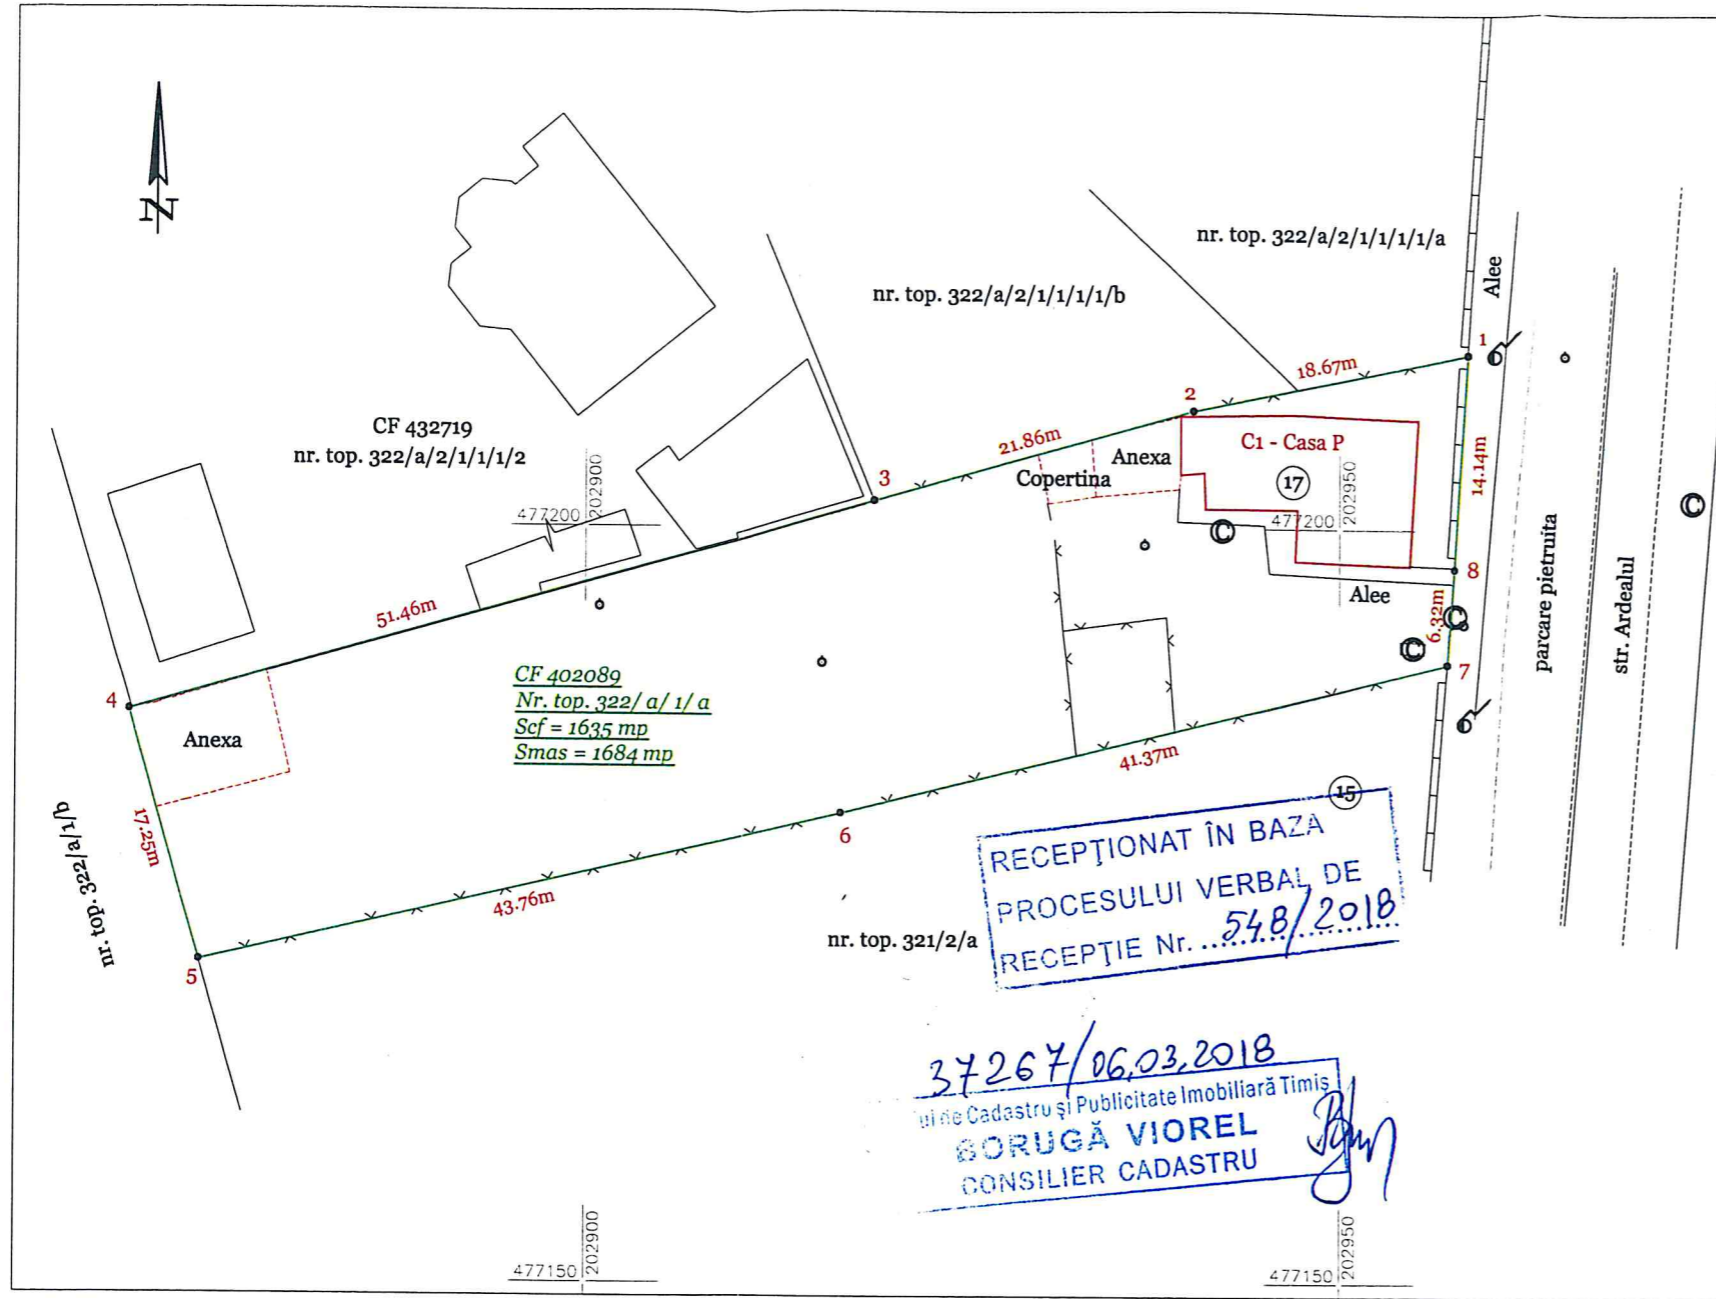 N
nr. top. 322/a/2/1/1/1/1/a
nr. top. 322/a/2/1/1/1/1/b
Alee
1
18.67m
2
CF 432719
nr. top. 322/a/2/1/1/1/2
21.86m
C1 - Casa P
14.14m
Anexa
Copertina
17
3
477200
202900
477200
202950
parcare pietruita
str. Ardealul
8
Alee
6.32m
51.46m
7
CF 402089
Nr. top. 322/ a/ 1/ a
Scf = 1635 mp
Smas = 1684 mp
4
Anexa
41.37m
17.25m
nr. top. 322/a/1/b
6
15
43.76m
nr. top. 321/2/a
5
RECEPȚIONAT ÎN BAZA
PROCESULUI VERBAL DE
RECEPȚIE Nr. ...548/2018
37267/06,03,2018
ui de Cadastru și Publicitate Imobiliară Timiș
BORUGĂ VIOREL
CONSILIER CADASTRU
477150
202900
477150
202950